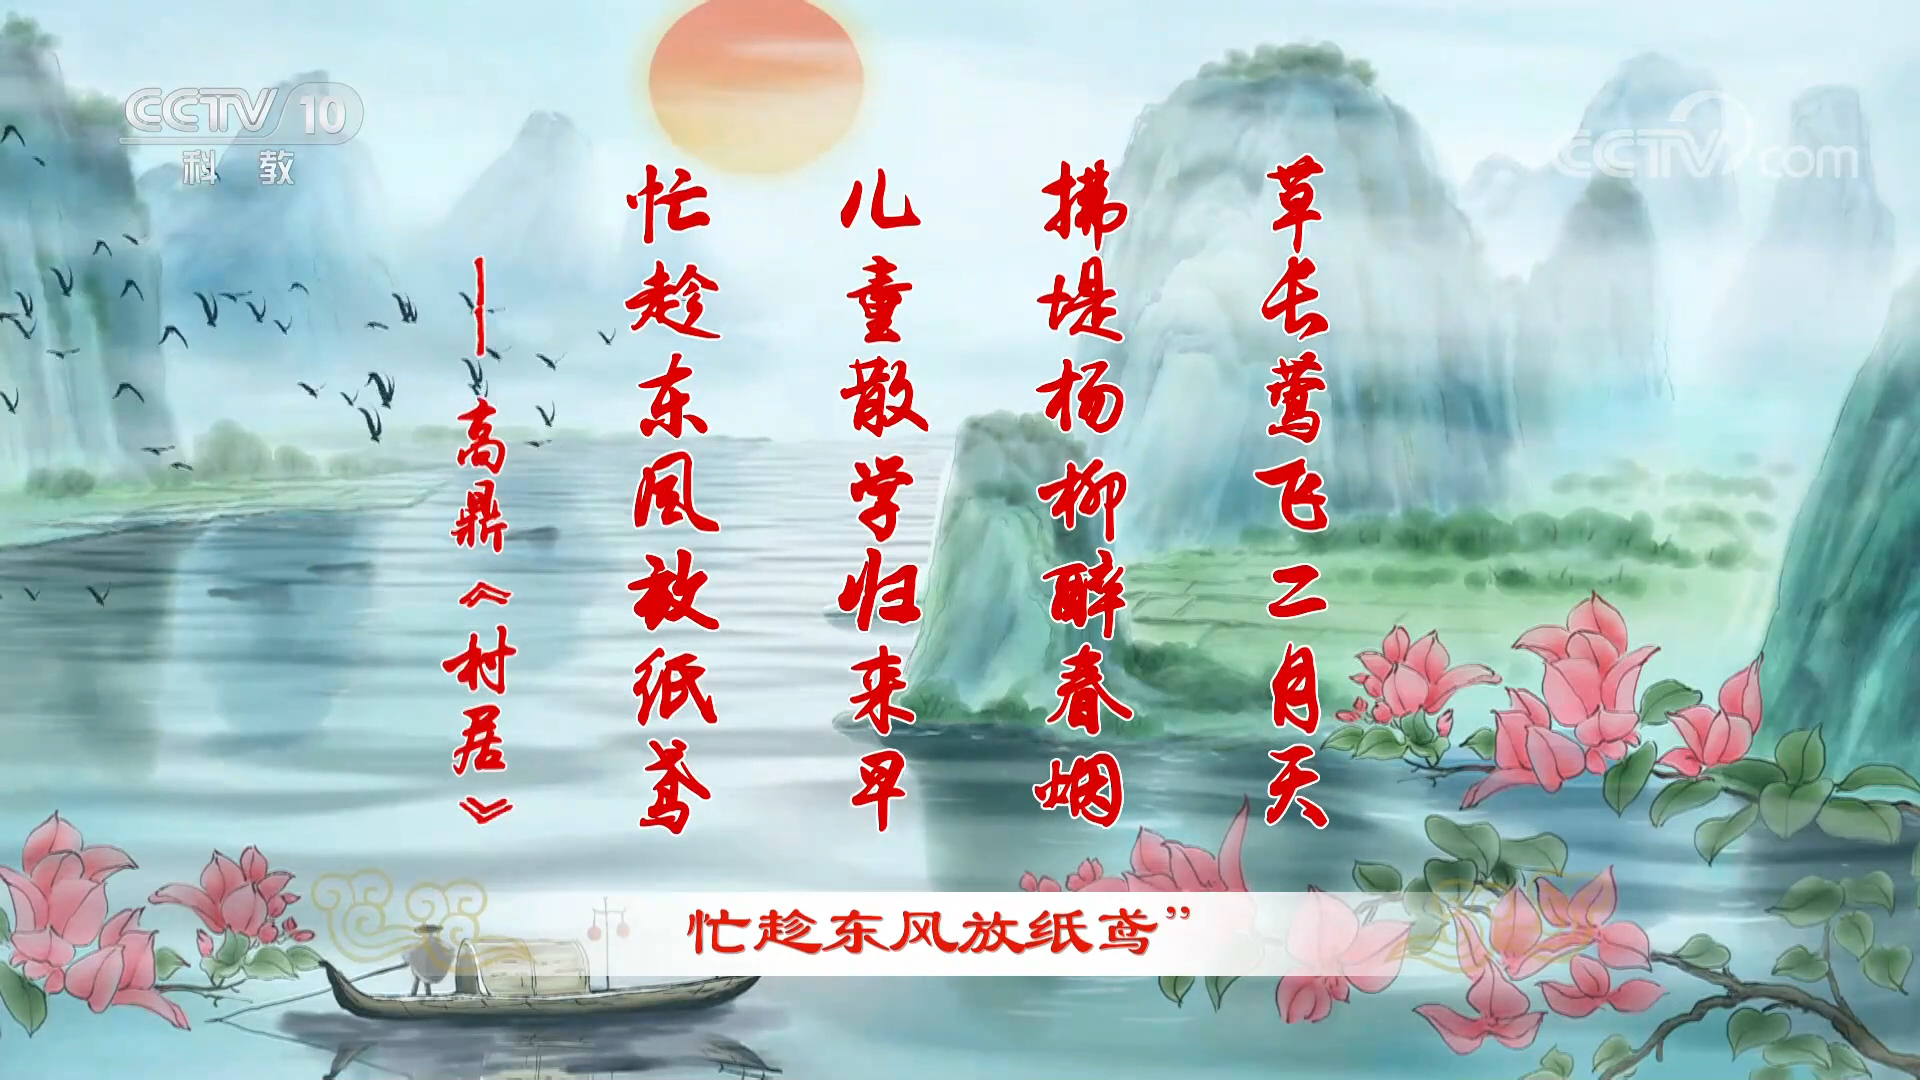 CCTV 10
科教
CCTV.com
草长莺飞二月天
拂堤杨柳醉春烟
儿童散学归来早
忙趁东风放纸鸢
——高鼎《村居》
忙趁东风放纸鸢”